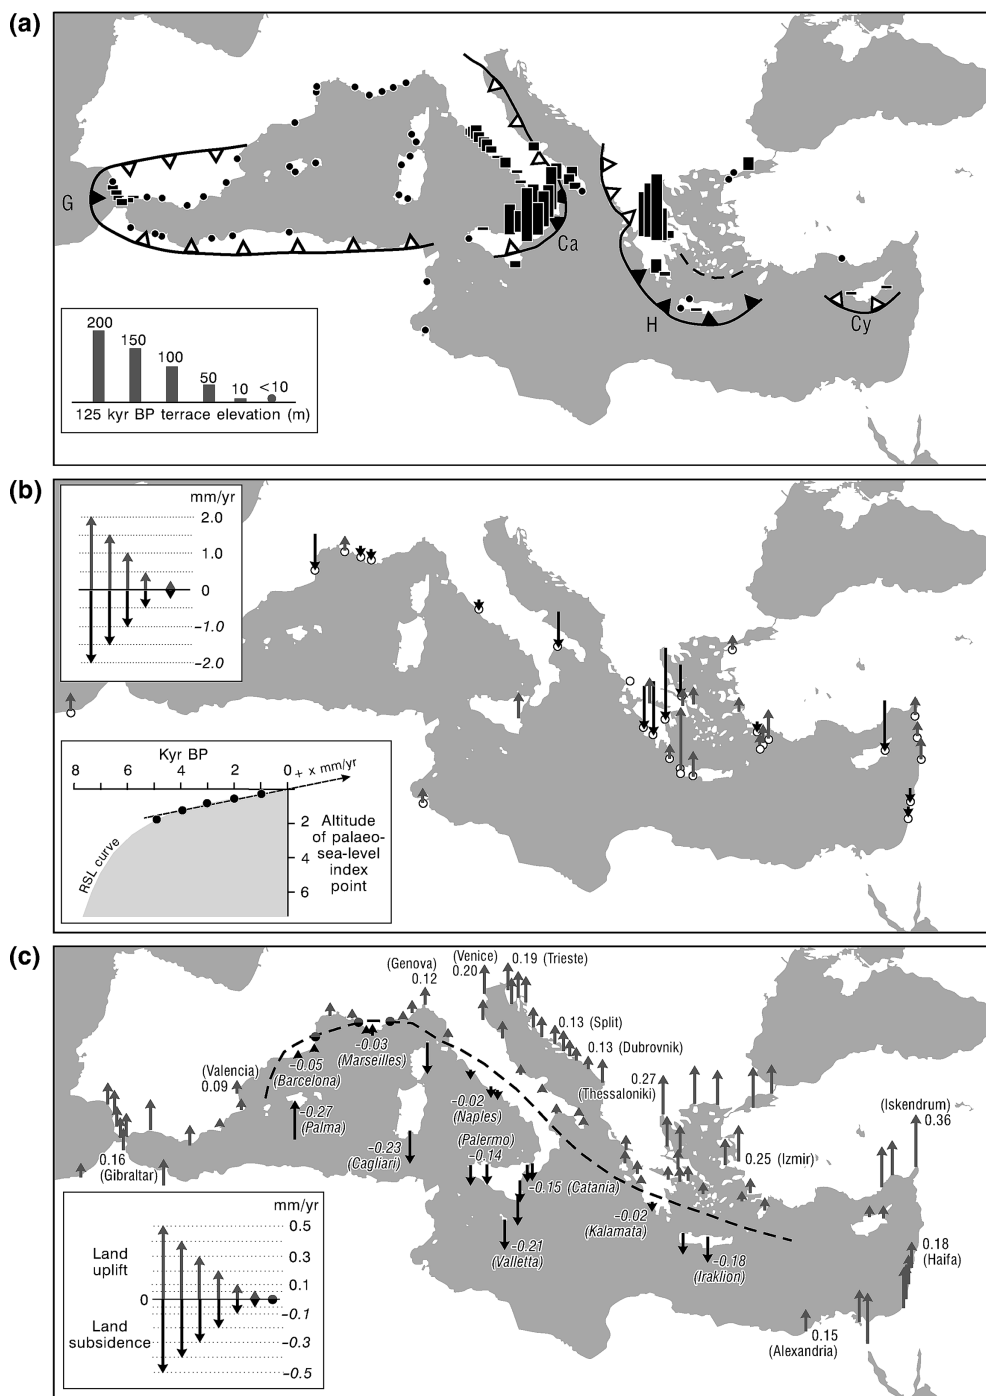 (a)
G
Ca
H
Cy
200
150
100
50
10
<10
125 kyr BP terrace elevation (m)
(b)
mm/yr
2.0
1.0
0
–1.0
–2.0
Kyr BP
8
6
4
2
0
+ x mm/yr
RSL curve
2
4
6
Altitude
of palaeo-
sea-level
index
point
(c)
(Genova)
0.12
(Venice)
0.20
0.19 (Trieste)
0.13 (Split)
0.13 (Dubrovnik)
0.27
(Thessaloniki)
(Iskendrum)
0.36
(Valencia)
0.09
–0.05
(Barcelona)
–0.03
(Marseilles)
–0.27
(Palma)
–0.02
(Naples)
–0.23
(Cagliari)
(Palermo)
–0.14
–0.15 (Catania)
–0.21
(Valletta)
–0.02
(Kalamata)
–0.18
(Iraklion)
0.25 (Izmir)
0.18
(Haifa)
0.15
(Alexandria)
0.16
(Gibraltar)
mm/yr
0.5
0.3
0.1
0
–0.1
–0.3
–0.5
Land
uplift
Land
subsidence